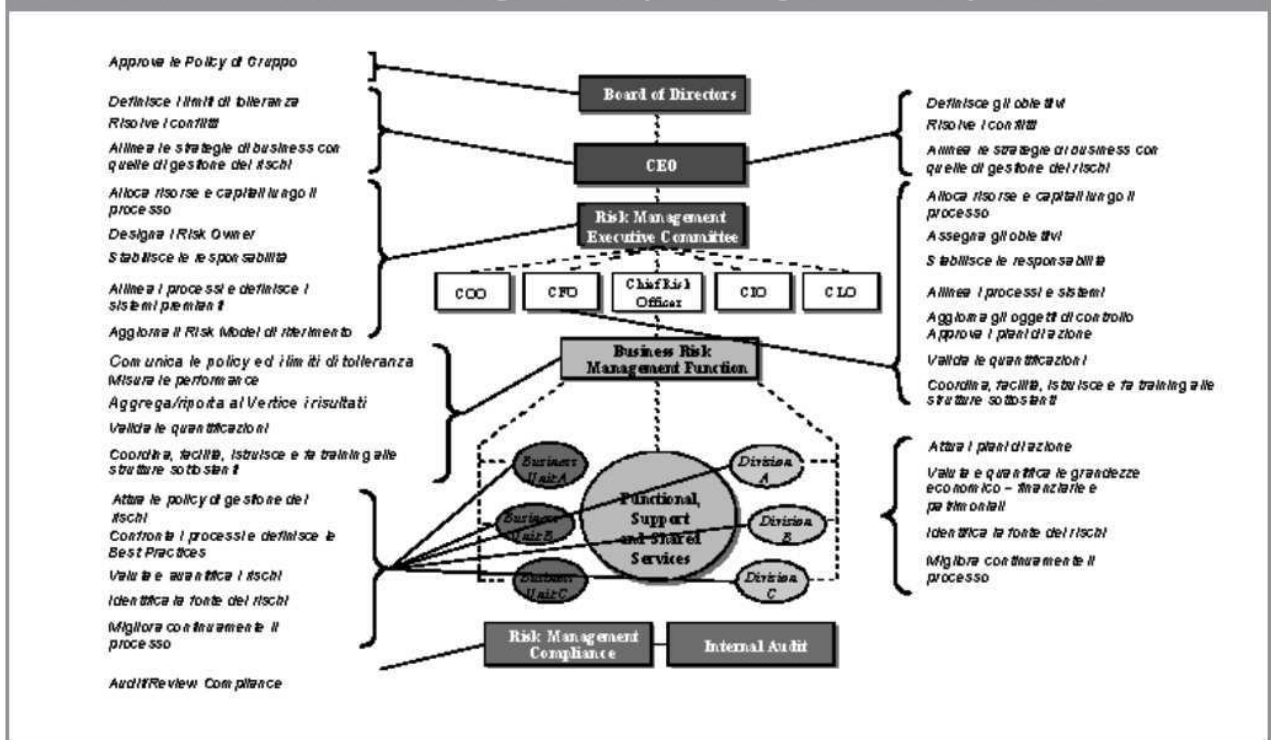 Approva le Policy di Gruppo
Definisce i limiti di tolleranza
Risolve i conflitti
Allinea le strategie di business con
quelle di gestione dei rischi
Alloca risorse e capitali lungo il
processo
Designa i Risk Owner
Stabilisce le responsabilità
Allinea i processi e definisce i
sistemi premianti
Aggiorna il Risk Model di riferimento
Comunica le policy ed i limiti di tolleranza
Misura le performance
Aggrega/riporta al Vertice i risultati
Valida le quantificazioni
Coordina, facilita, istruisce e fa training alle
strutture sottostanti
Attua le policy di gestione dei
rischi
Confronta i processi e definisce le
Best Practices
Valuta e quantifica i rischi
Identifica la fonte dei rischi
Migliora continuamente il
processo
Audit/Review Compliance
Board of Directors
CEO
Risk Management
Executive Committee
COO
CFO
Chief Risk
Officer
CIO
CLO
Business Risk
Management Function
Business
Unit A
Business
Unit B
Business
Unit C
Functional,
Support
and Shared
Services
Division
A
Division
B
Division
C
Risk Management
Compliance
Internal Audit
Definisce gli obiettivi
Risolve i conflitti
Allinea le strategie di business con
quelle di gestione dei rischi
Alloca risorse e capitali lungo il
processo
Assegna gli obiettivi
Stabilisce le responsabilità
Allinea i processi e sistemi
Aggiorna gli oggetti di controllo
Approva i piani di azione
Valida le quantificazioni
Coordina, facilita, istruisce e fa training alle
strutture sottostanti
Attua i piani di azione
Valuta e quantifica le grandezze
economico – finanziarie e
patrimoniali
Identifica la fonte dei rischi
Migliora continuamente il
processo